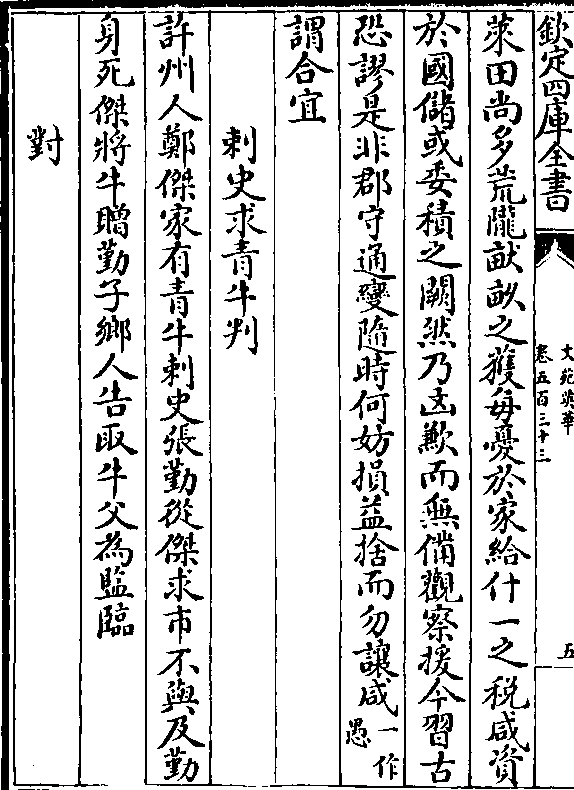 欽定四庫全書
文苑英華
卷五百三十三
五
萊田尚多荒隴畝畝之獲每憂於家給什一之稅咸資
於國儲或委積之闕然乃凶歉而無備觀察援今習古
恐謬是非郡守通變隨時何妨損益捨而勿讓咸一作愚
謂合宜
刺史求青牛判
許州人鄭傑家有青牛刺史張勤從傑求市不與及勤
身死傑將牛贈勤子鄉人告取牛父為監臨
對